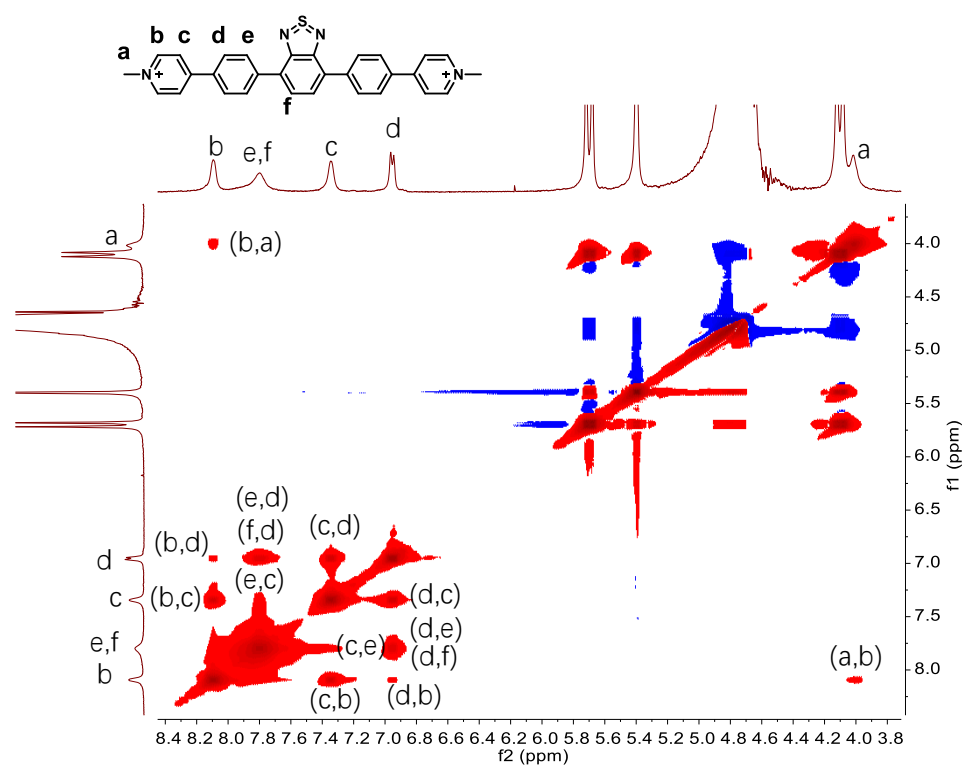 S
N N
b c d e
a
N
+
N
+
f
d
b e,f c
a
a
(b,a)
4.0
4.5
5.0
5.5
6.0
f1 (ppm)
6.5
(e,d)
(b,d) (f,d) (c,d)
d
7.0
(b,c) (e,c) (d,c)
c
7.5
(d,e)
e,f (c,e) (d,f) (a,b)
b
8.0
(c,b) (d,b)
8.4 8.2 8.0 7.8 7.6 7.4 7.2 7.0 6.8 6.6 6.4 6.2 6.0 5.8 5.6 5.4 5.2 5.0 4.8 4.6 4.4 4.2 4.0 3.8
f2 (ppm)